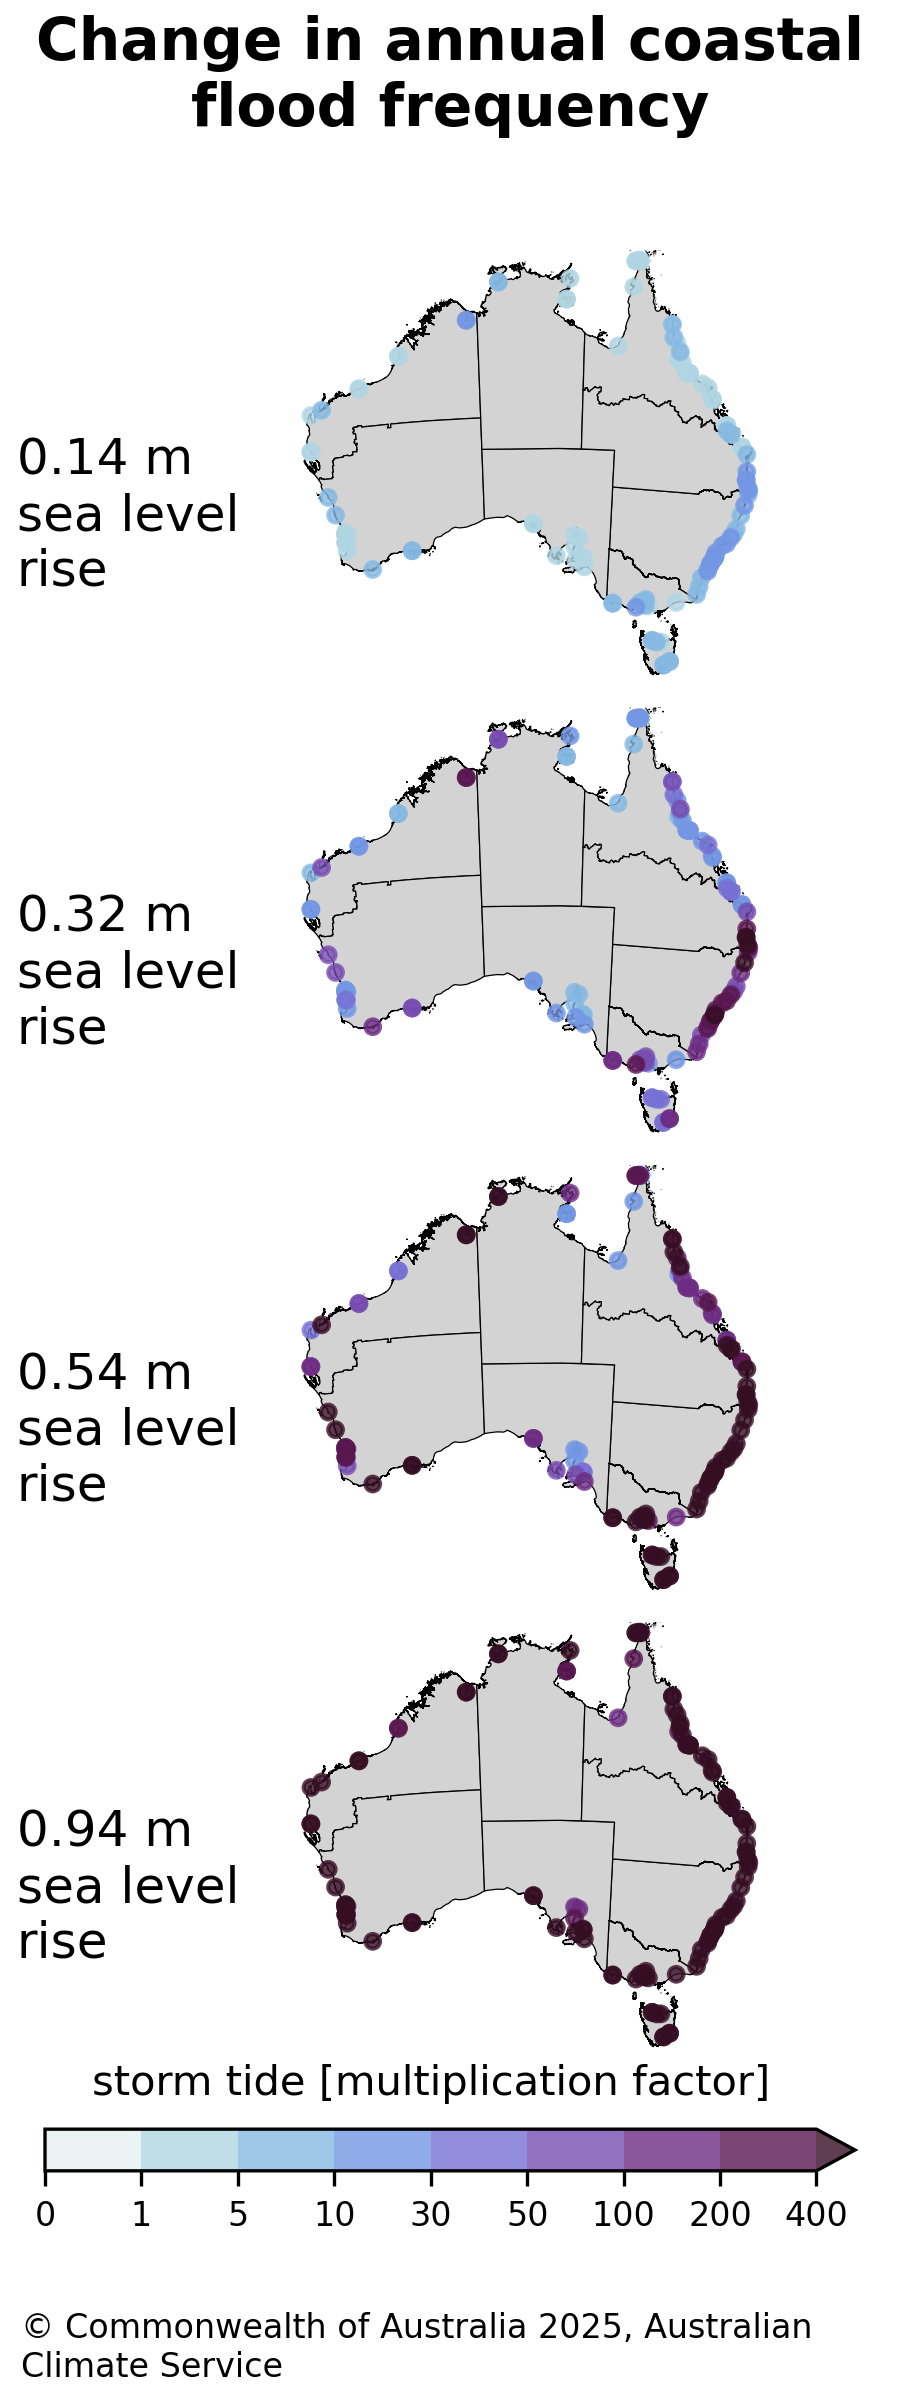 Change in annual coastal
flood frequency
0.14 m
sea level
rise
0.32 m
sea level
rise
0.54 m
sea level
rise
0.94 m
sea level
rise
storm tide [multiplication factor]
0 1 5 10 30 50 100 200 400
© Commonwealth of Australia 2025, Australian
Climate Service